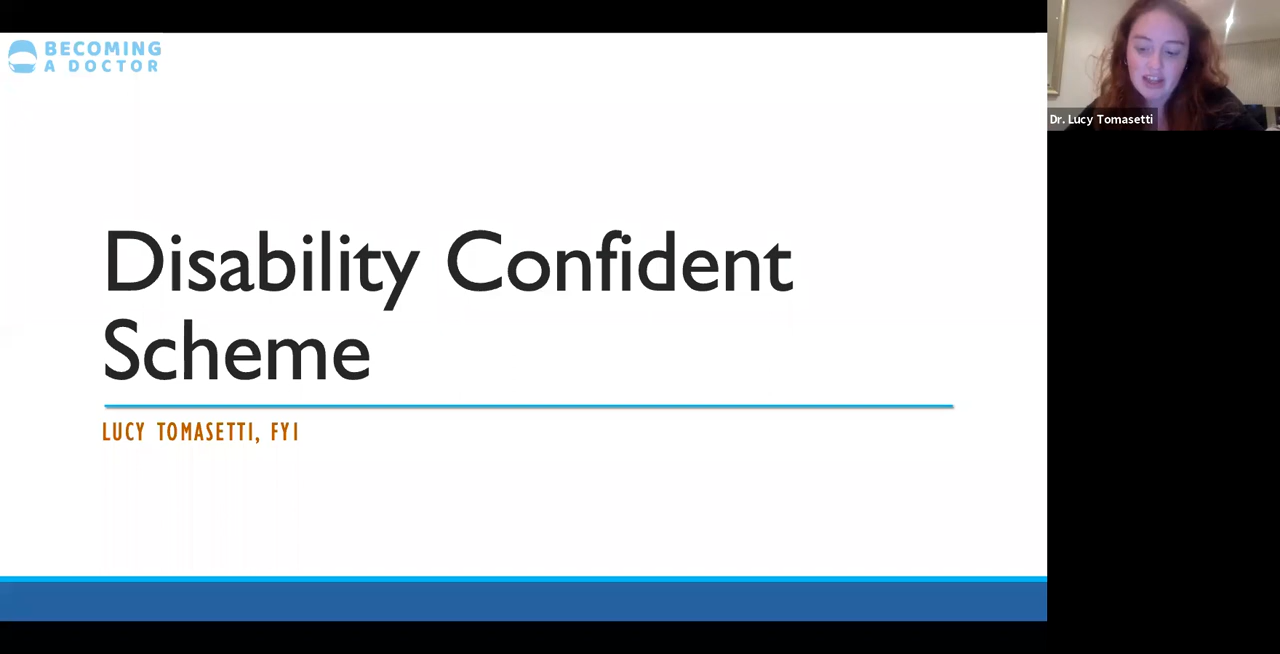 BECOMING
A DOCTOR
Dr. Lucy Tomasetti
Disability Confident
Scheme
LUCY TOMASETTI, FY1